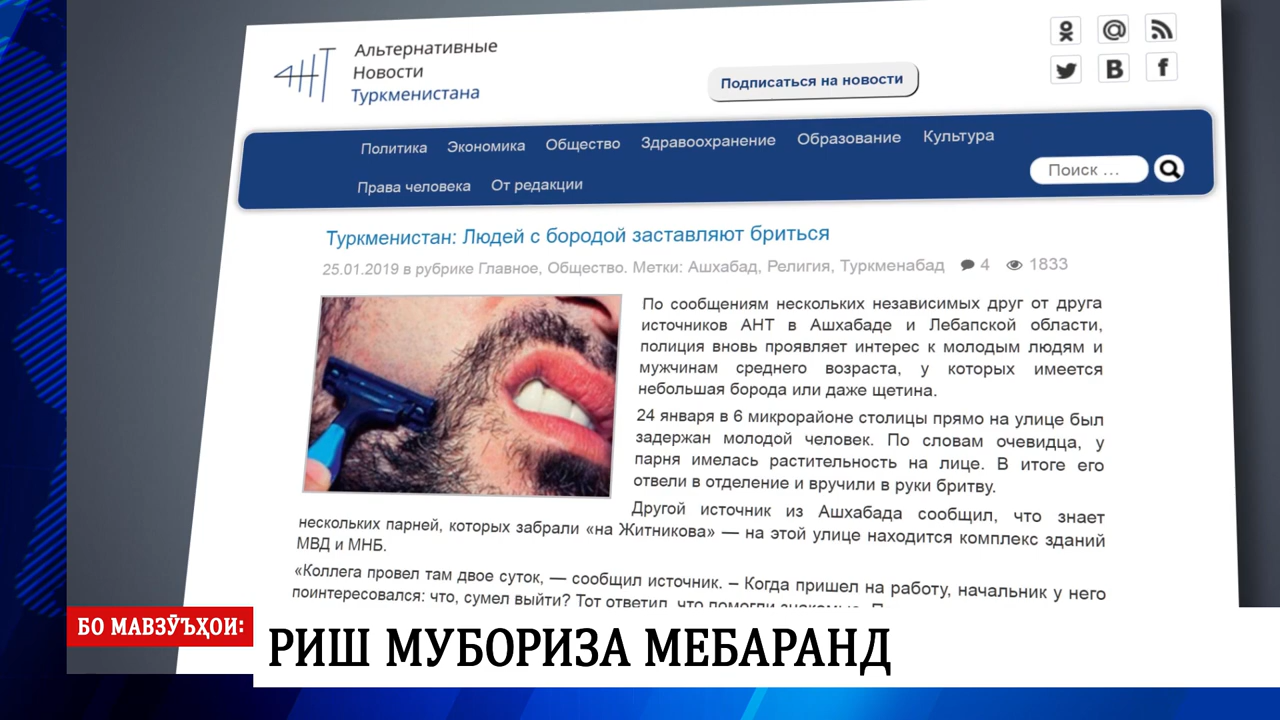 Альтернативные
Новости
Туркменистана
Подписаться на новости
Политика Экономика Общество Здравоохранение Образование Культура
Права человека От редакции
Поиск …
Туркменистан: Людей с бородой заставляют бриться
25.01.2019 в рубрике Главное, Общество. Метки: Ашхабад, Религия, Туркменабад 4 1833
По сообщениям нескольких независимых друг от друга
источников АНТ в Ашхабаде и Лебапской области,
полиция вновь проявляет интерес к молодым людям и
мужчинам среднего возраста, у которых имеется
небольшая борода или даже щетина.
24 января в 6 микрорайоне столицы прямо на улице был
задержан молодой человек. По словам очевидца, у
парня имелась растительность на лице. В итоге его
отвели в отделение и вручили в руки бритву.
Другой источник из Ашхабада сообщил, что знает
нескольких парней, которых забрали «на Житникова» — на этой улице находится комплекс зданий
МВД и МНБ.
«Коллега провел там двое суток, — сообщил источник. – Когда пришел на работу, начальник у него
поинтересовался: что, сумел выйти? Тот ответил, что помогли
БО МАВЗӮЪҲОИ:
РИШ МУБОРИЗА МЕБАРАНД